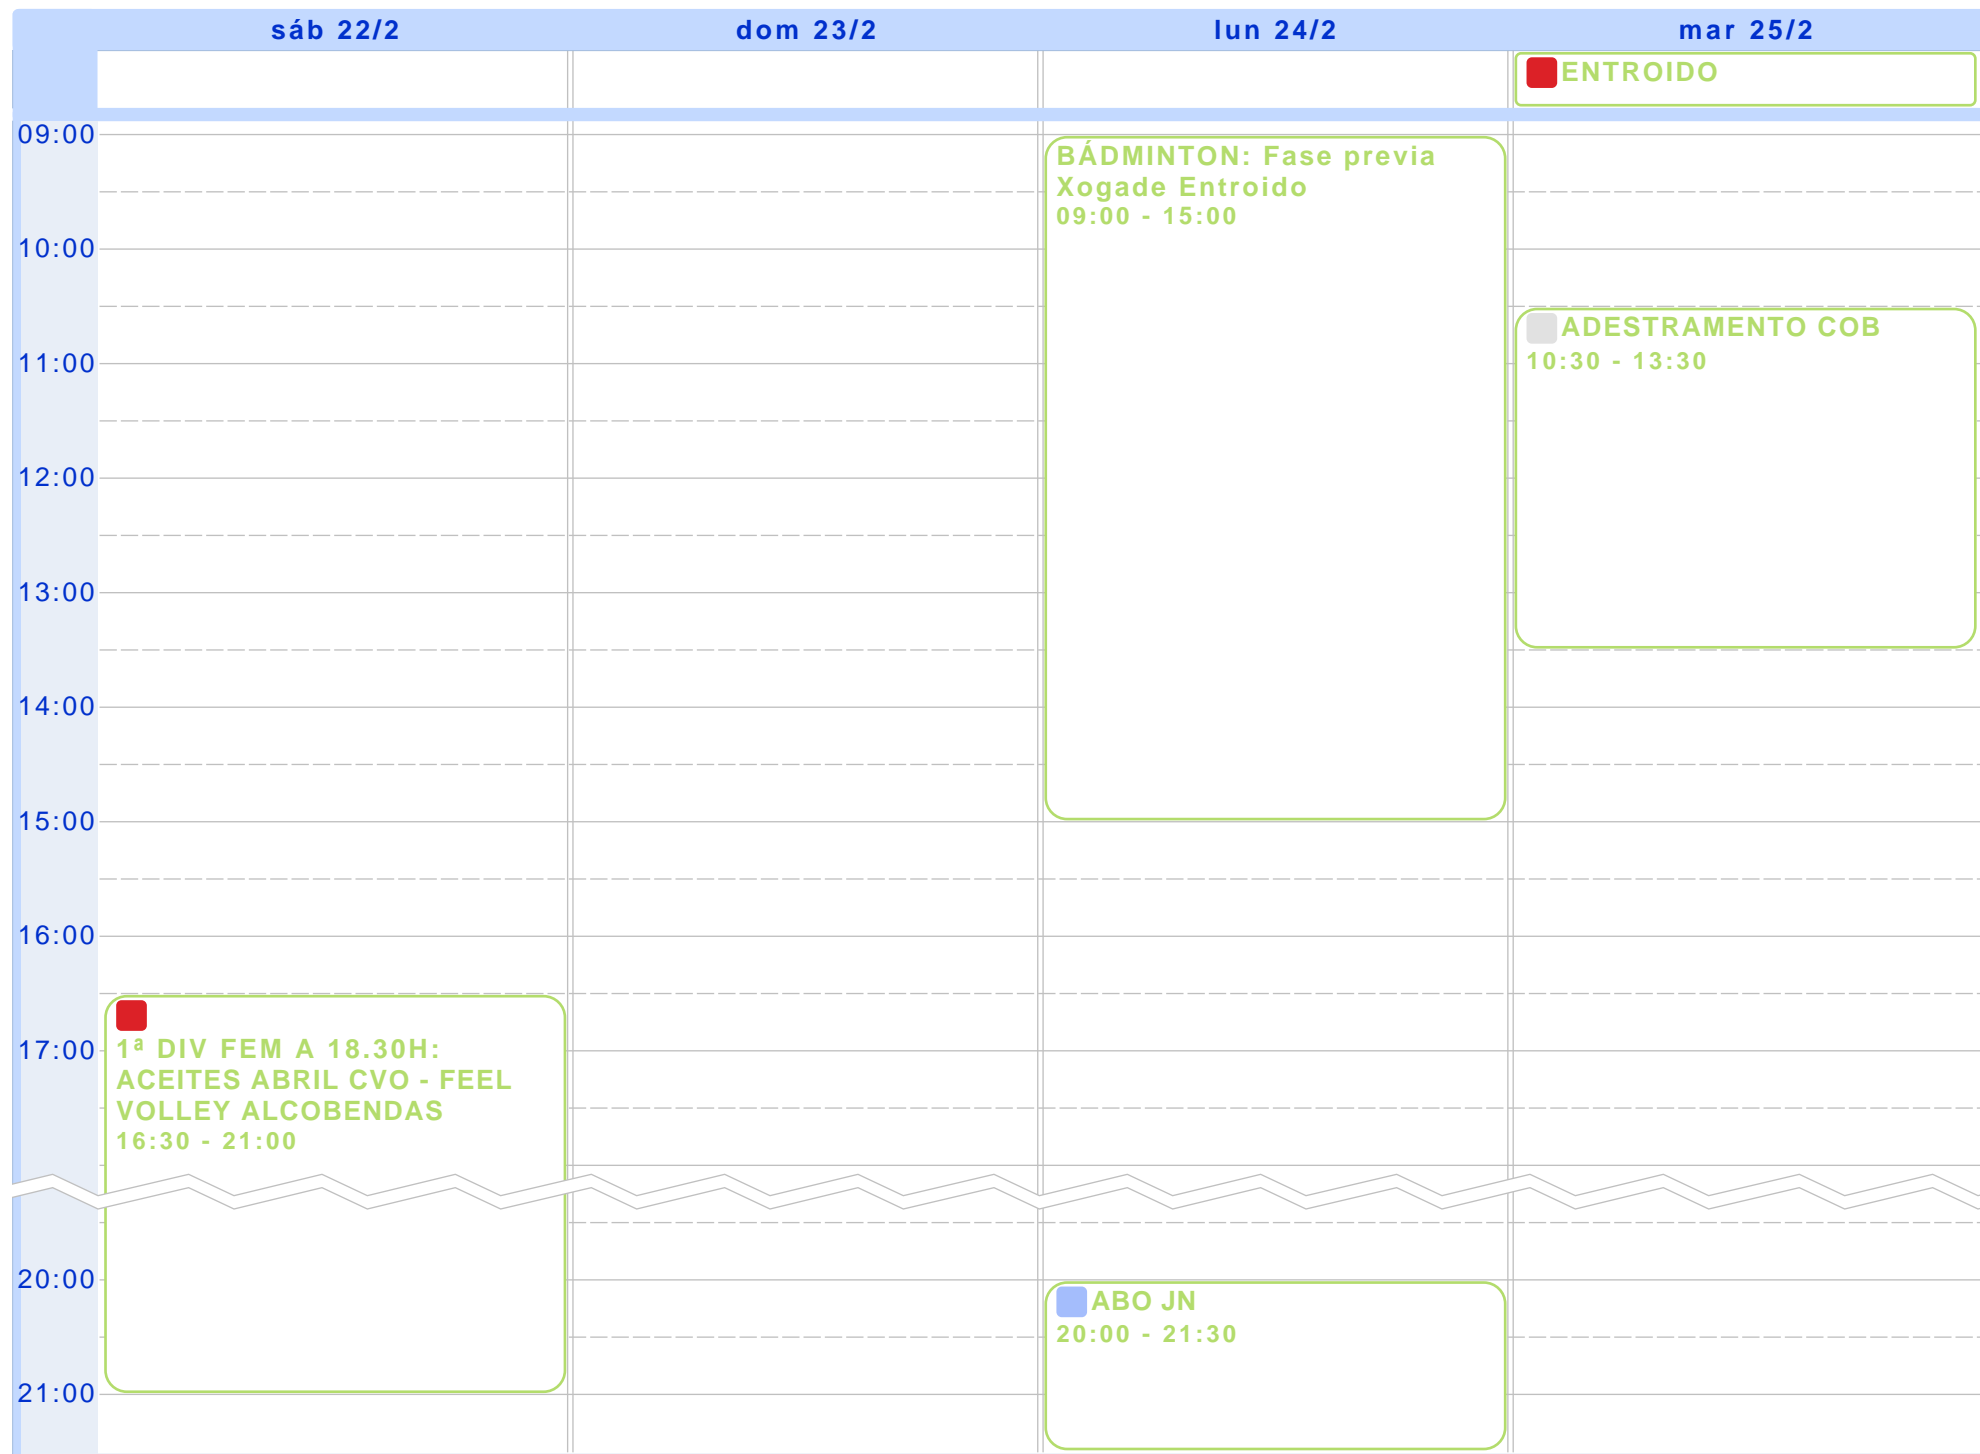 sáb 22/2
dom 23/2
lun 24/2
mar 25/2
ENTROIDO
09:00
10:00
11:00
12:00
13:00
14:00
15:00
16:00
17:00
20:00
21:00
1ª DIV FEM A 18.30H:
ACEITES ABRIL CVO - FEEL
VOLLEY ALCOBENDAS
16:30 - 21:00
BÁDMINTON: Fase previa
Xogade Entroido
09:00 - 15:00
ABO JN
20:00 - 21:30
ADESTRAMENTO COB
10:30 - 13:30